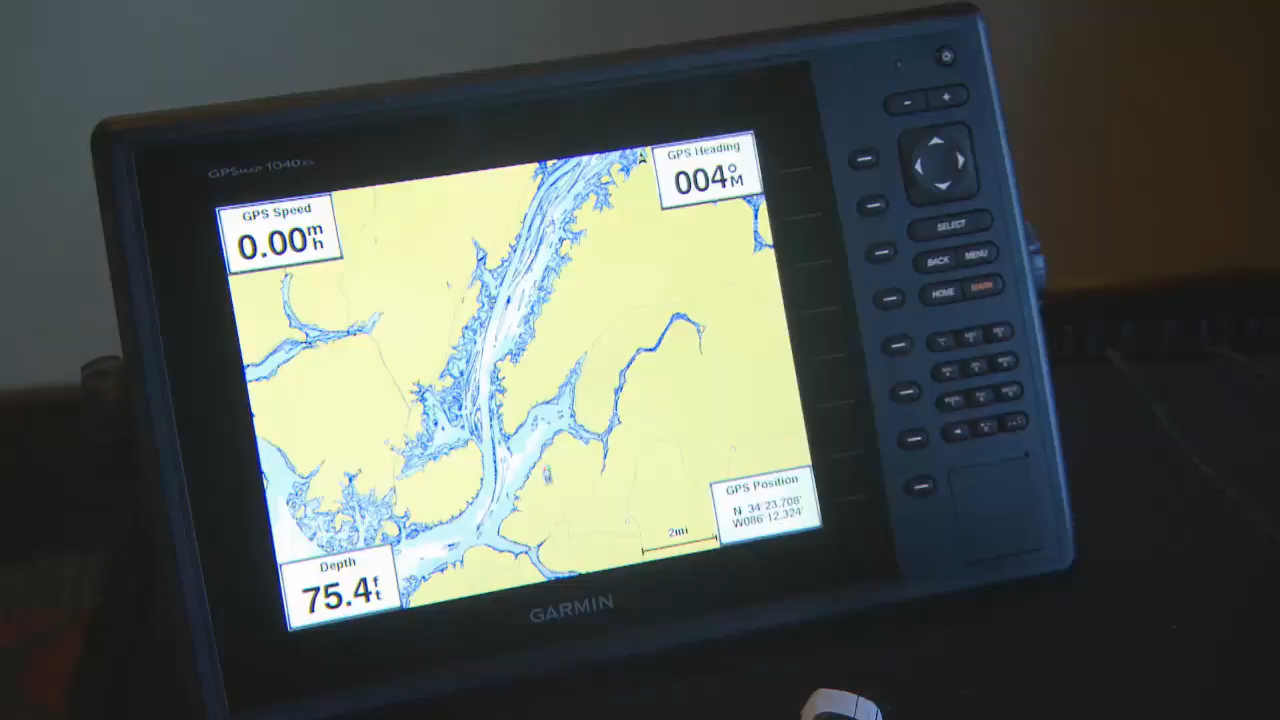 GPSMAP 1040xs
GPS Speed
0.00mh
GPS Heading
004°M
GPS Position
N 34°23.708'
W086°12.324'
2mi
Depth
75.4ft
GARMIN
- +
SELECT
BACK MENU
HOME MARK